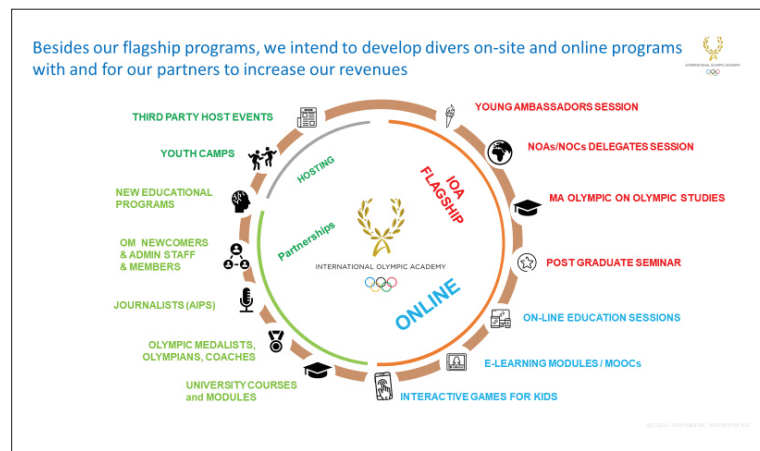 Besides our flagship programs, we intend to develop divers on-site and online programs
with and for our partners to increase our revenues
INTERNATIONAL OLYMPIC ACADEMY
THIRD PARTY HOST EVENTS
YOUTH CAMPS
NEW EDUCATIONAL
PROGRAMS
OM NEWCOMERS
& ADMIN STAFF
& MEMBERS
JOURNALISTS (AIPS)
OLYMPIC MEDALISTS,
OLYMPIANS, COACHES
UNIVERSITY COURSES
and MODULES
HOSTING
Partnerships
IOA
FLAGSHIP
INTERNATIONAL OLYMPIC ACADEMY
ONLINE
YOUNG AMBASSADORS SESSION
NOAs/NOCs DELEGATES SESSION
MA OLYMPIC ON OLYMPIC STUDIES
POST GRADUATE SEMINAR
ON-LINE EDUCATION SESSIONS
E-LEARNING MODULES / MOOCs
INTERACTIVE GAMES FOR KIDS